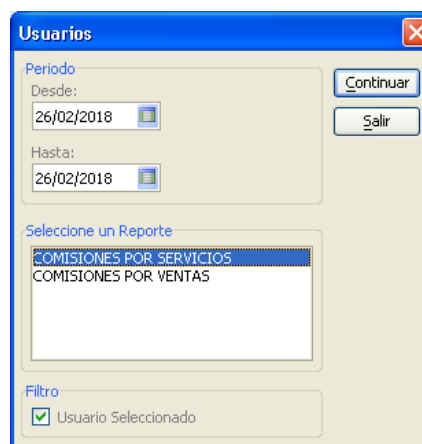 Usuarios
Periodo
Desde:
26/02/2018
Hasta:
26/02/2018
Continuar
Salir
Seleccione un Reporte
COMISIONES POR SERVICIOS
COMISIONES POR VENTAS
Filtro
Usuario Seleccionado